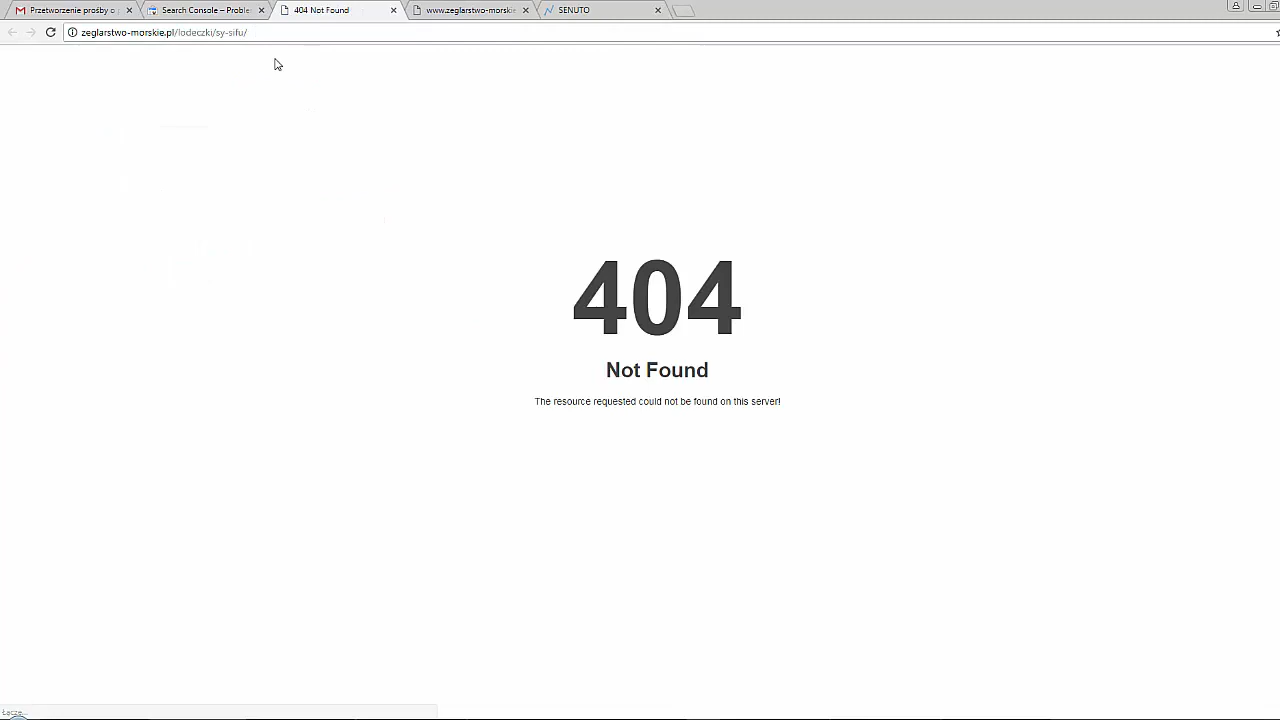 Przetworzenie prośby o p
Search Console – Proble
404 Not Found
www.zeglarstwo-morskie
SENUTO
zeglarstwo-morskie.pl/lodeczki/sy-sifu/
404
Not Found
The resource requested could not be found on this server!
Łączę...